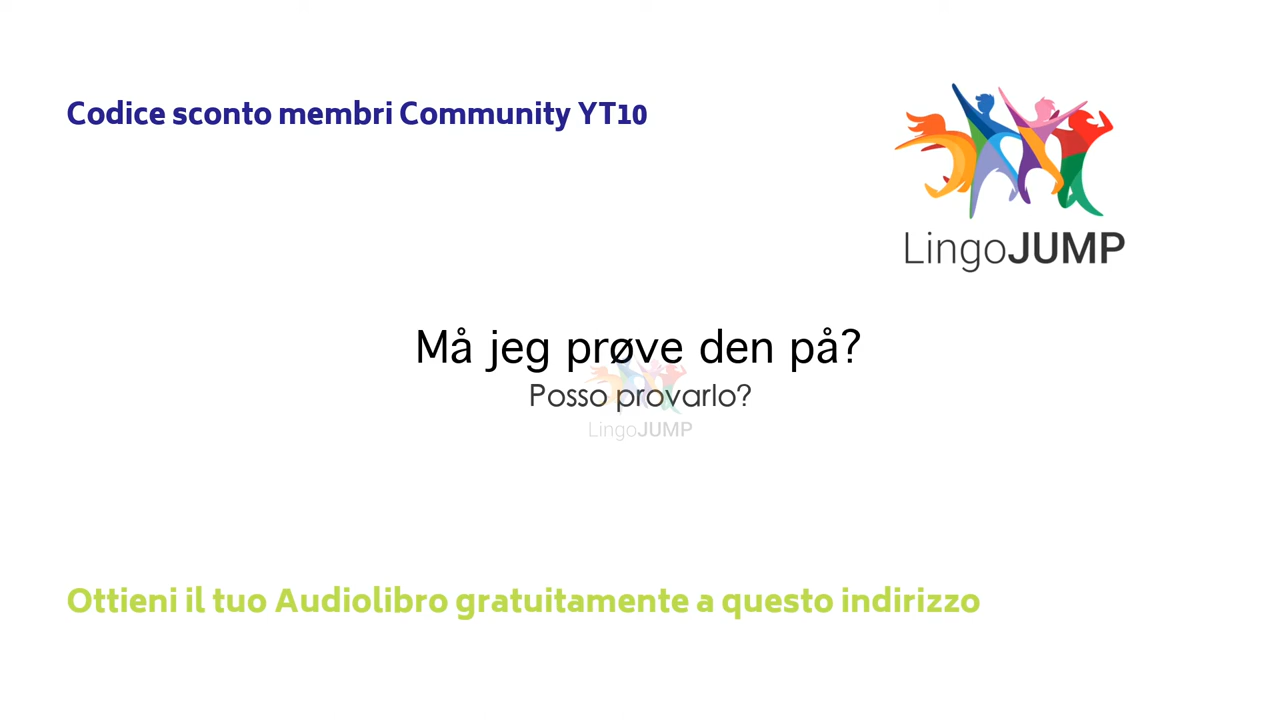 Codice sconto membri Community YT10
LingoJUMP
Må jeg prøve den på?
Posso provarlo?
LingoJUMP
Ottieni il tuo Audiolibro gratuitamente a questo indirizzo